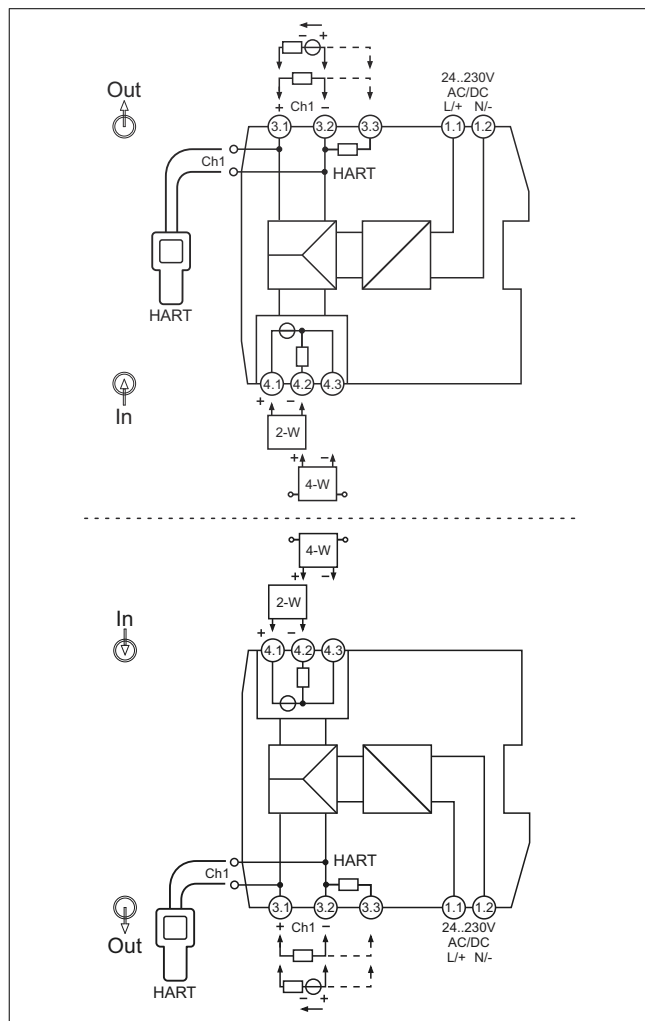 − +
Out
+ Ch1 −
24..230V
AC/DC
L/+ N/-
3.1 3.2 3.3 1.1 1.2
Ch1
HART
HART
4.1 4.2 4.3
In
+ −
2-W
+ −
4-W
4-W
+ −
2-W
In
+ −
4.1 4.2 4.3
HART
Ch1
3.1 3.2 3.3 1.1 1.2
Out
+ Ch1 −
24..230V
AC/DC
L/+ N/-
HART
− +